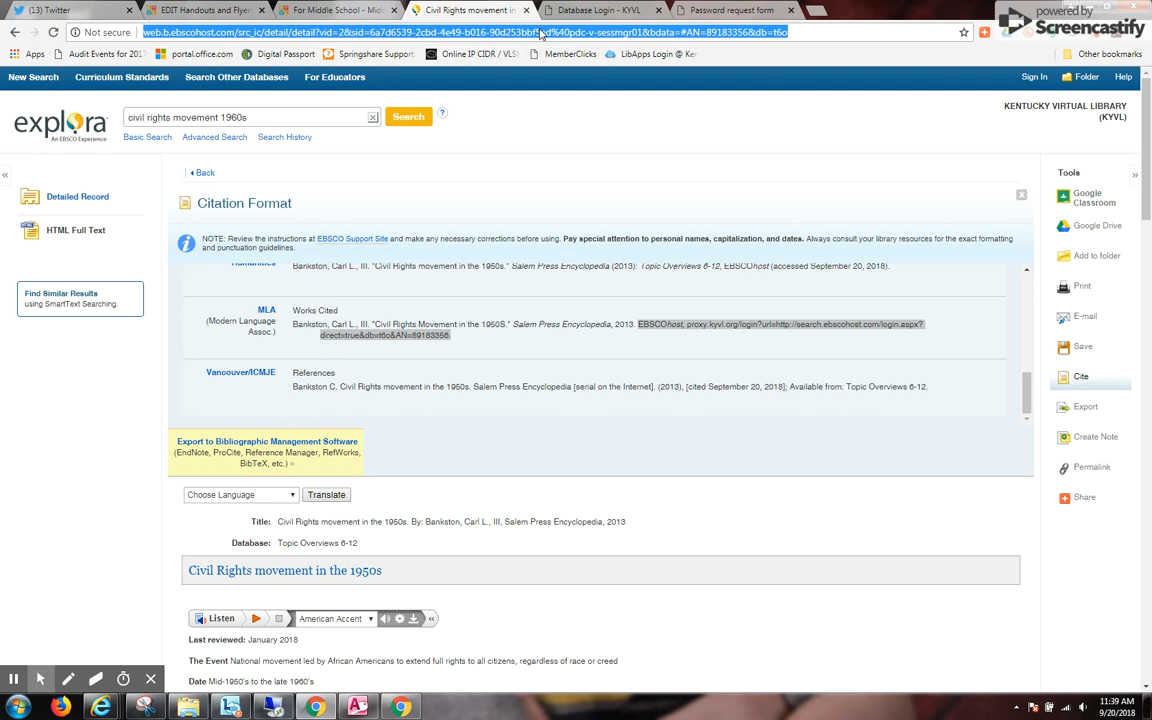 (13) Twitter
EDIT Handouts and Flyer
For Middle School - Midd
Civil Rights movement in
Database Login - KYVL
Password request form
powered by
Screencastify
Not secure
web.b.ebscohost.com/src_ic/detail/detail?vid=2&sid=6a7d6539-2cbd-4e49-b016-90d253bbf5 d%40pdc-v-sessmgr01&bdata=#AN=89183356&db=t6o
Apps
Audit Events for 2017
portal.office.com
Delay Payment
Springshare Support
Online IP CIDR / VLS
MemberClicks
LibApps Login @ Ken
Other bookmarks
New Search
Curriculum Standards
Search Other Databases
For Educators
Sign In
Folder
Help
explora
An EBSCO Experience
civil rights movement 1960s
Search
?
KENTUCKY VIRTUAL LIBRARY
(KYVL)
Basic Search
Advanced Search
Search History
«
Back
Tools
»
Detailed Record
HTML Full Text
Find Similar Results
using SmartText Searching.
Citation Format
NOTE: Review the instructions at EBSCO Support Site and make any necessary corrections before using. Pay special attention to personal names, capitalization, and dates. Always consult your library resources for the exact formatting
and punctuation guidelines.
Humanities
Bankston, Carl L., III. "Civil Rights movement in the 1950s." Salem Press Encyclopedia (2013): Topic Overviews 6-12, EBSCOhost (accessed September 20, 2018).
MLA
(Modern Language
Assoc.)
Works Cited
Bankston, Carl L., III. "Civil Rights Movement in the 1950S." Salem Press Encyclopedia, 2013. EBSCOhost, proxy.kyvl.org/login?url=http://search.ebscohost.com/login.aspx?
direct=true&db=t6o&AN=89183356.
Vancouver/ICMJE
References
Bankston C. Civil Rights movement in the 1950s. Salem Press Encyclopedia [serial on the Internet]. (2013), [cited September 20, 2018]; Available from: Topic Overviews 6-12.
Export to Bibliographic Management Software
(EndNote, ProCite, Reference Manager, RefWorks,
BibTeX, etc.) »
Choose Language
Translate
Title: Civil Rights movement in the 1950s. By: Bankston, Carl L., III, Salem Press Encyclopedia, 2013
Database: Topic Overviews 6-12
Civil Rights movement in the 1950s
Listen
American Accent
«
Last reviewed: January 2018
The Event National movement led by African Americans to extend full rights to all citizens, regardless of race or creed
Date Mid-1950's to the late 1960's
Google
Classroom
Google Drive
Add to folder
Print
E-mail
Save
Cite
Export
Create Note
Permalink
Share
11:39 AM
9/20/2018